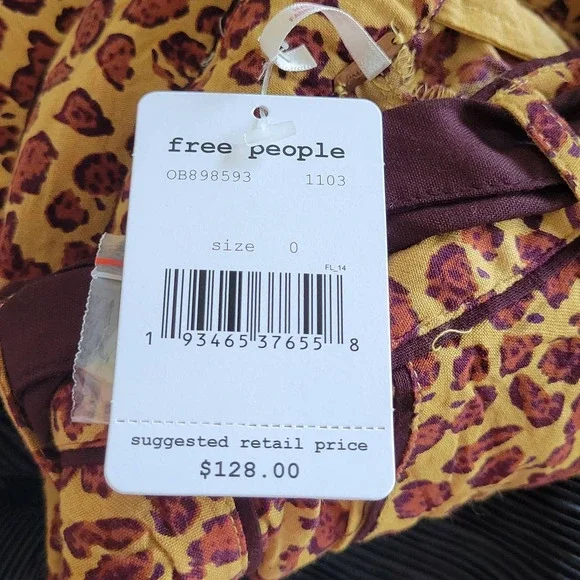 free people
OB898593 1103
size 0
FL_14
1 93465 37655 8
suggested retail price
$128.00